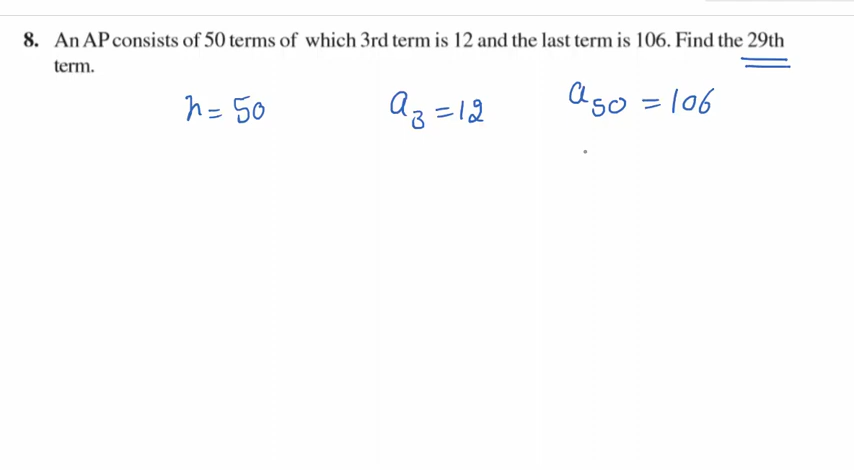 8. An AP consists of 50 terms of which 3rd term is 12 and the last term is 106. Find the 29th
term.
n = 50 a₃ = 12 a₅₀ = 106